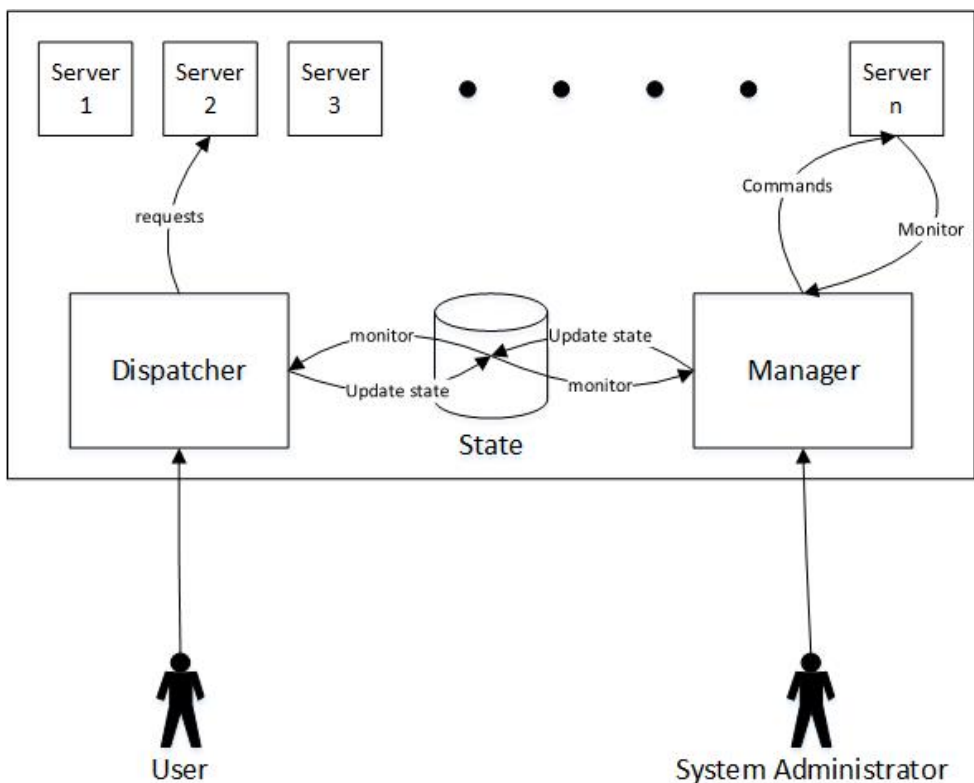 Server
1
Server
2
Server
3
Server
n
requests
Commands
Monitor
Dispatcher
monitor
Update state
Update state
monitor
State
Manager
User
System Administrator